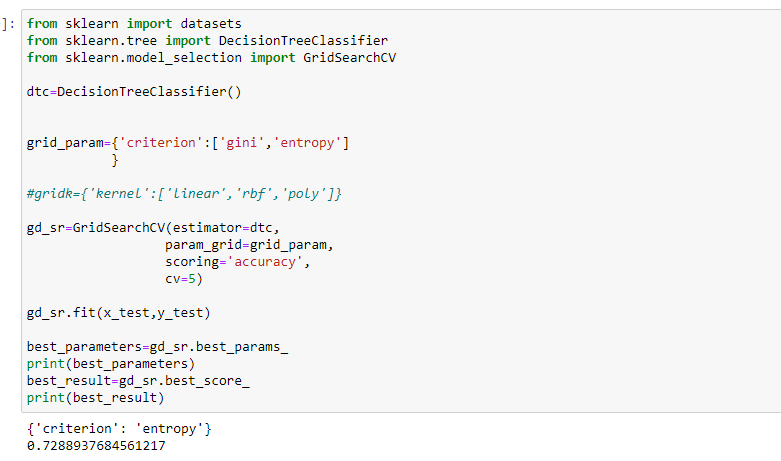 ]:
from sklearn import datasets
from sklearn.tree import DecisionTreeClassifier
from sklearn.model_selection import GridSearchCV
dtc=DecisionTreeClassifier()
grid_param={'criterion':['gini','entropy']
}
#gridk={'kernel':['linear','rbf','poly']}
gd_sr=GridSearchCV(estimator=dtc,
param_grid=grid_param,
scoring='accuracy',
cv=5)
gd_sr.fit(x_test,y_test)
best_parameters=gd_sr.best_params_
print(best_parameters)
best_result=gd_sr.best_score_
print(best_result)
{'criterion': 'entropy'}
0.7288937684561217